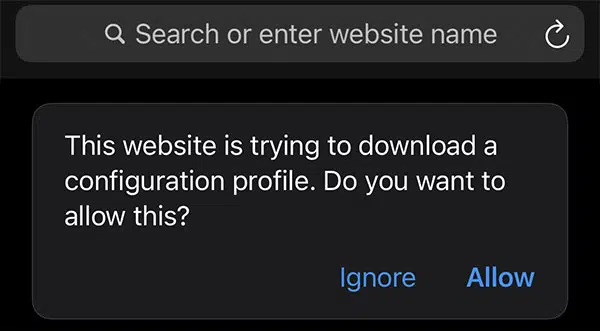 Search or enter website name
This website is trying to download a
configuration profile. Do you want to
allow this?
Ignore Allow